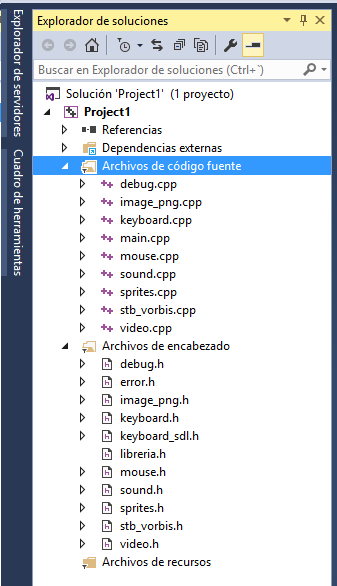 Explorador de servidores
Cuadro de herramientas
Explorador de soluciones
Buscar en Explorador de soluciones (Ctrl+`)
Solución 'Project1' (1 proyecto)
Project1
Referencias
Dependencias externas
Archivos de código fuente
debug.cpp
image_png.cpp
keyboard.cpp
main.cpp
mouse.cpp
sound.cpp
sprites.cpp
stb_vorbis.cpp
video.cpp
Archivos de encabezado
debug.h
error.h
image_png.h
keyboard.h
keyboard_sdl.h
libreria.h
mouse.h
sound.h
sprites.h
stb_vorbis.h
video.h
Archivos de recursos